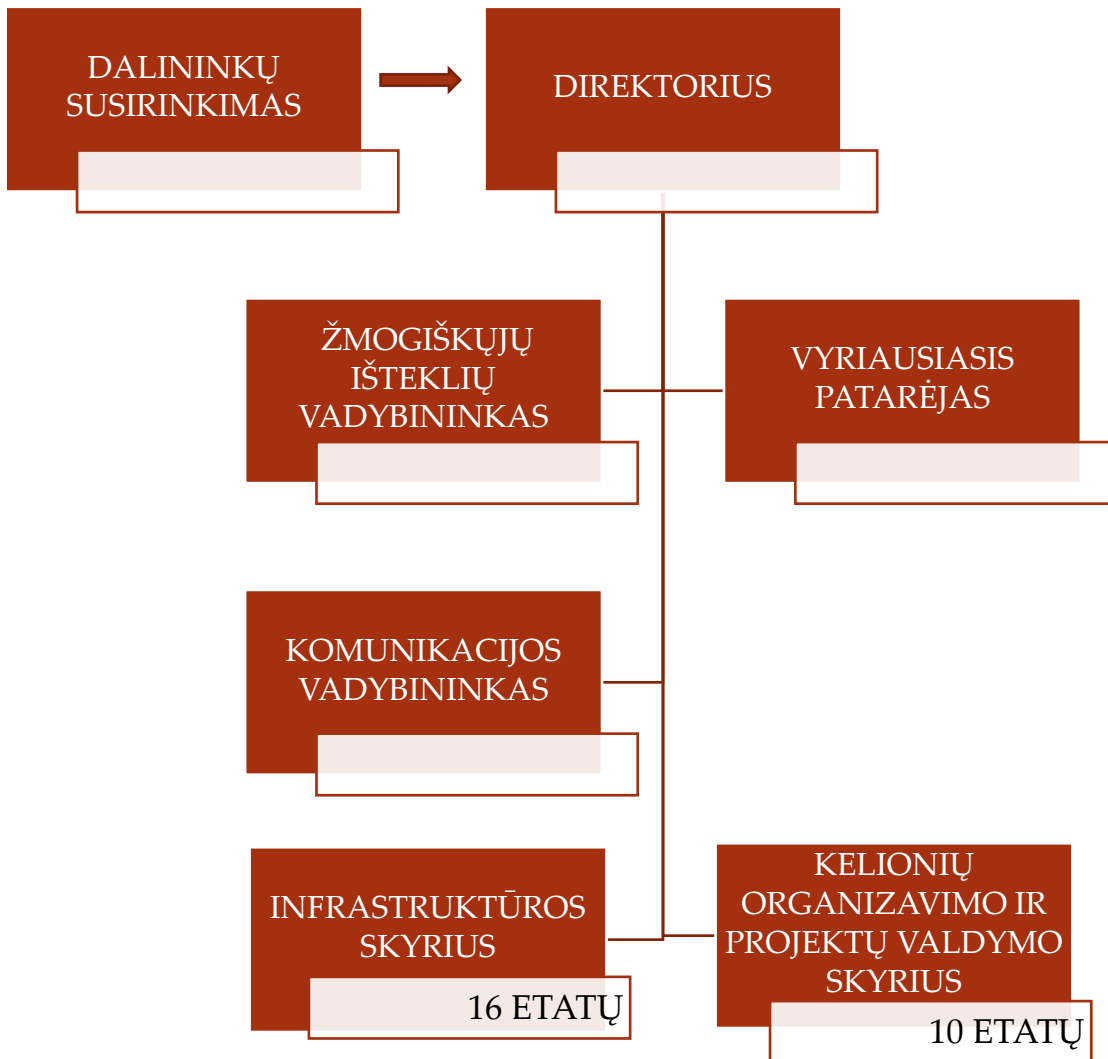 DALININKŲ
SUSIRINKIMAS
DIREKTORIUS
ŽMOGIŠKŲJŲ
IŠTEKLIŲ
VADYBININKAS
VYRIAUSIASIS
PATARĖJAS
KOMUNIKACIJOS
VADYBININKAS
INFRASTRUKTŪROS
SKYRIUS
16 ETATŲ
KELIONIŲ
ORGANIZAVIMO IR
PROJEKTŲ VALDYMO
SKYRIUS
10 ETATŲ